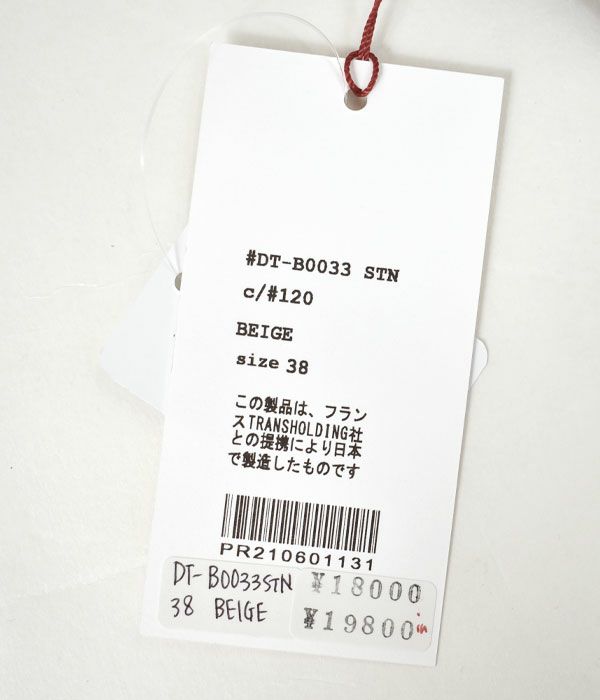 #DT-B0033 STN
c/#120
BEIGE
size 38
この製品は、フラン
スTRANSHOLDING社
との提携により日本
で製造したものです
PR210601131
DT-B0033STN
38 BEIGE
¥18000
¥19800 in